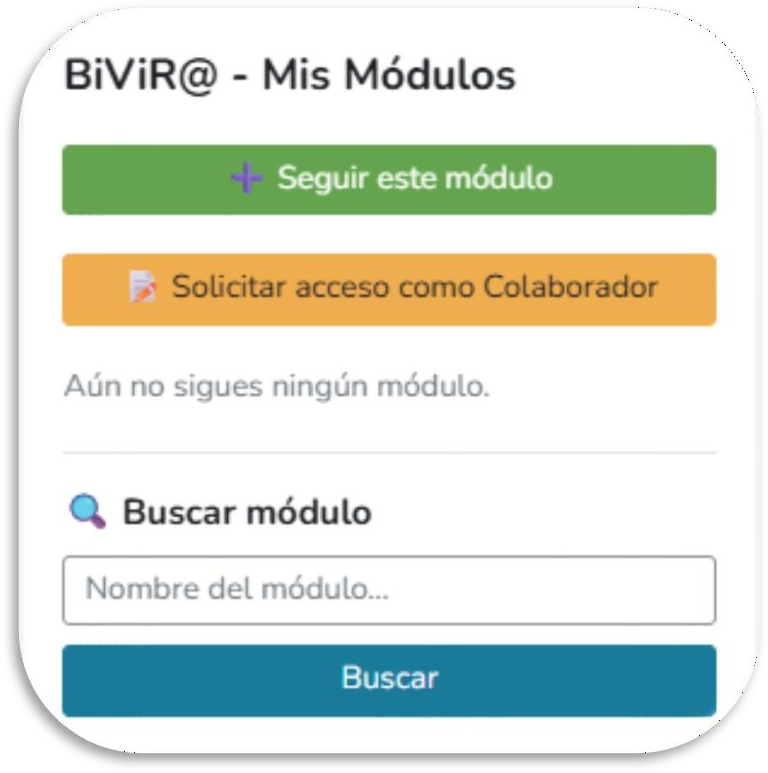 BiViR@ - Mis Módulos
➕ Seguir este módulo
📝 Solicitar acceso como Colaborador
Aún no sigues ningún módulo.
🔍 Buscar módulo
Nombre del módulo...
Buscar